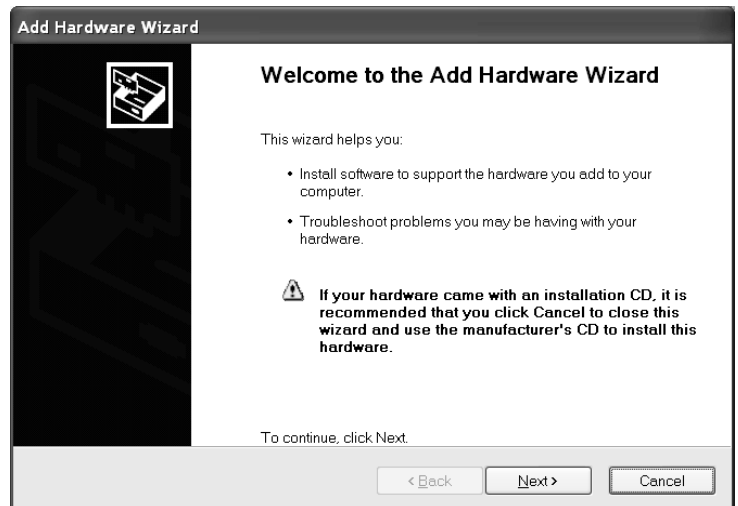 Add Hardware Wizard
Welcome to the Add Hardware Wizard
This wizard helps you:
• Install software to support the hardware you add to your
computer.
• Troubleshoot problems you may be having with your
hardware.
If your hardware came with an installation CD, it is
recommended that you click Cancel to close this
wizard and use the manufacturer's CD to install this
hardware.
To continue, click Next.
< Back Next > Cancel